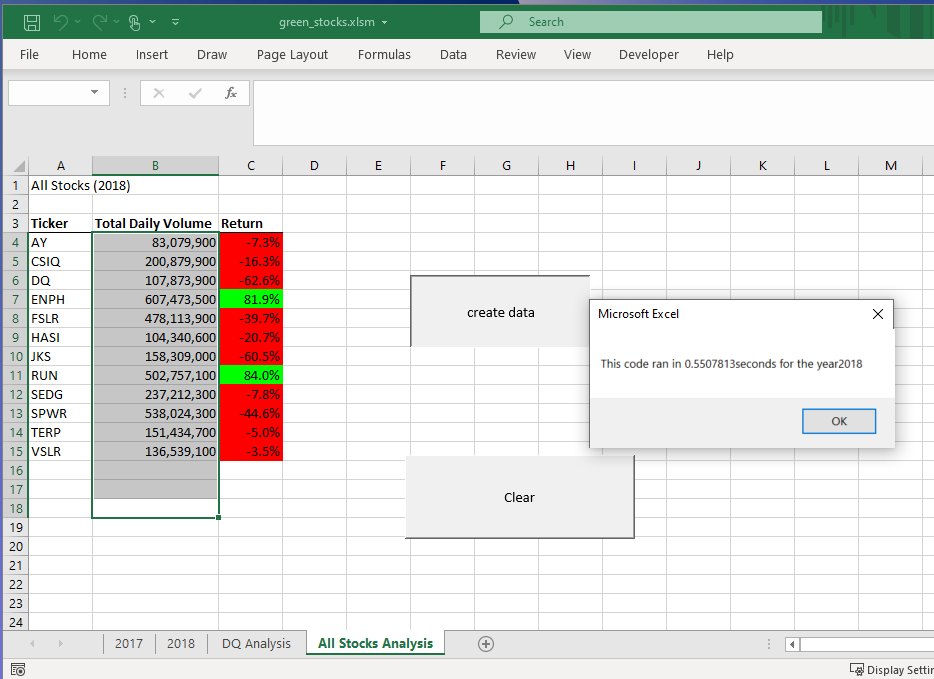 green_stocks.xlsm
Search
File Home Insert Draw Page Layout Formulas Data Review View Developer Help
fx
A B C D E F G H I J K L M
1 All Stocks (2018)
2
3 Ticker Total Daily Volume Return
4 AY 83,079,900 -7.3%
5 CSIQ 200,879,900 -16.3%
6 DQ 107,873,900 -62.6%
7 ENPH 607,473,500 81.9%
8 FSLR 478,113,900 -39.7%
9 HASI 104,340,600 -20.7%
10 JKS 158,309,000 -60.5%
11 RUN 502,757,100 84.0%
12 SEDG 237,212,300 -7.8%
13 SPWR 538,024,300 -44.6%
14 TERP 151,434,700 -5.0%
15 VSLR 136,539,100 -3.5%
16
17
18
19
20
21
22
23
24
create data
Microsoft Excel
This code ran in 0.5507813seconds for the year2018
OK
Clear
2017 2018 DQ Analysis All Stocks Analysis
Display Settin